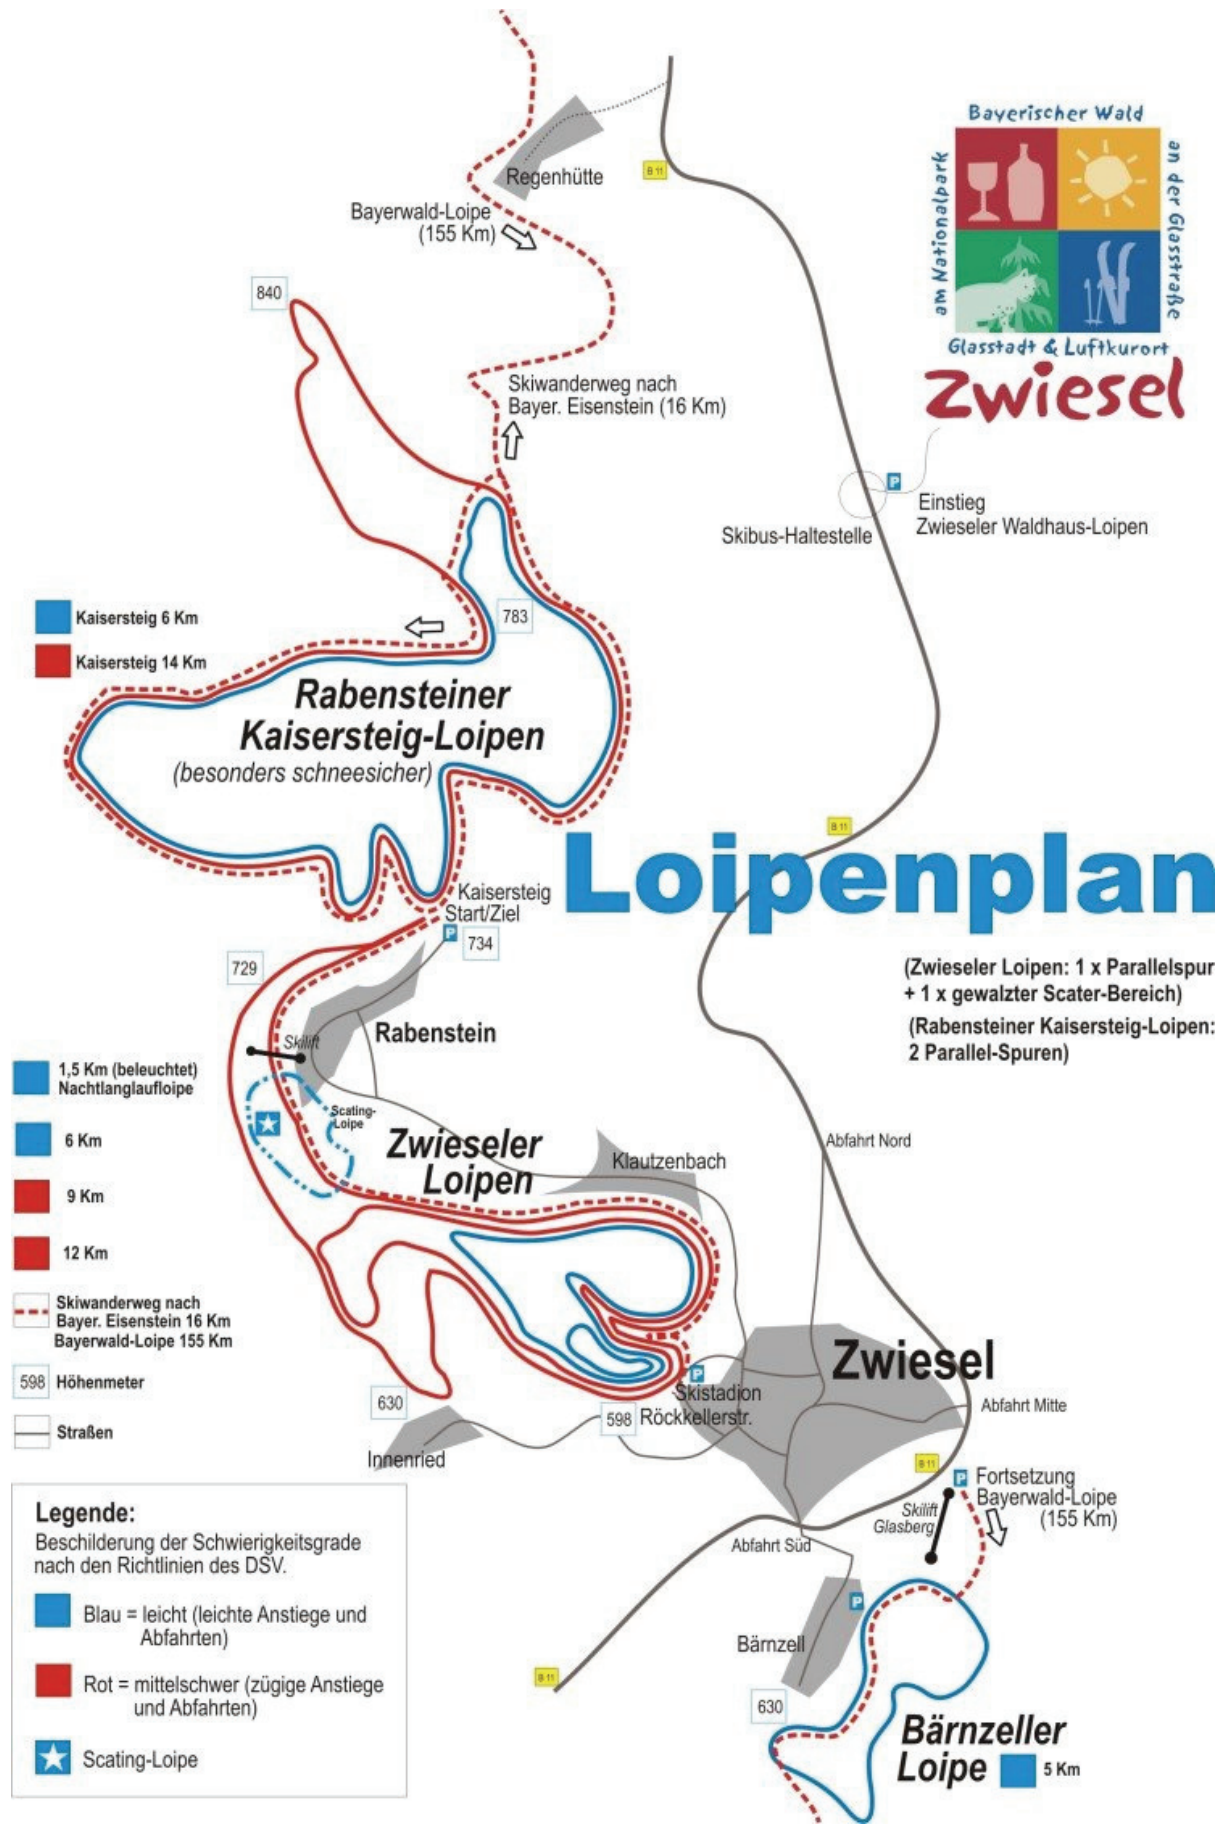 Bayerischer Wald
am Nationalpark
an der Glasstraße
Glasstadt & Luftkurort
Zwiesel
Regenhütte
B 11
Bayerwald-Loipe
(155 Km)
840
Skiwanderweg nach
Bayer. Eisenstein (16 Km)
P
Einstieg
Zwieseler Waldhaus-Loipen
Skibus-Haltestelle
Kaisersteig 6 Km
Kaisersteig 14 Km
783
Rabensteiner
Kaisersteig-Loipen
(besonders schneesicher)
B 11
Loipenplan
Kaisersteig
Start/Ziel
P
734
729
(Zwieseler Loipen: 1 x Parallelspur
+ 1 x gewalzter Scater-Bereich)
(Rabensteiner Kaisersteig-Loipen:
2 Parallel-Spuren)
Skilift
Rabenstein
1,5 Km (beleuchtet)
Nachtlanglaufloipe
6 Km
9 Km
12 Km
Skiwanderweg nach
Bayer. Eisenstein 16 Km
Bayerwald-Loipe 155 Km
598
Höhenmeter
Straßen
Scating-
Loipe
Zwieseler
Loipen
Klautzenbach
Abfahrt Nord
Zwiesel
P
Skistadion
Röckkellerstr.
598
630
Innenried
Abfahrt Mitte
B 11
P
Fortsetzung
Bayerwald-Loipe
(155 Km)
Skilift
Glasberg
Abfahrt Süd
P
Bärnzell
B 11
630
Bärnzeller
Loipe
5 Km
Legende:
Beschilderung der Schwierigkeitsgrade
nach den Richtlinien des DSV.
Blau = leicht (leichte Anstiege und
Abfahrten)
Rot = mittelschwer (zügige Anstiege
und Abfahrten)
Scating-Loipe